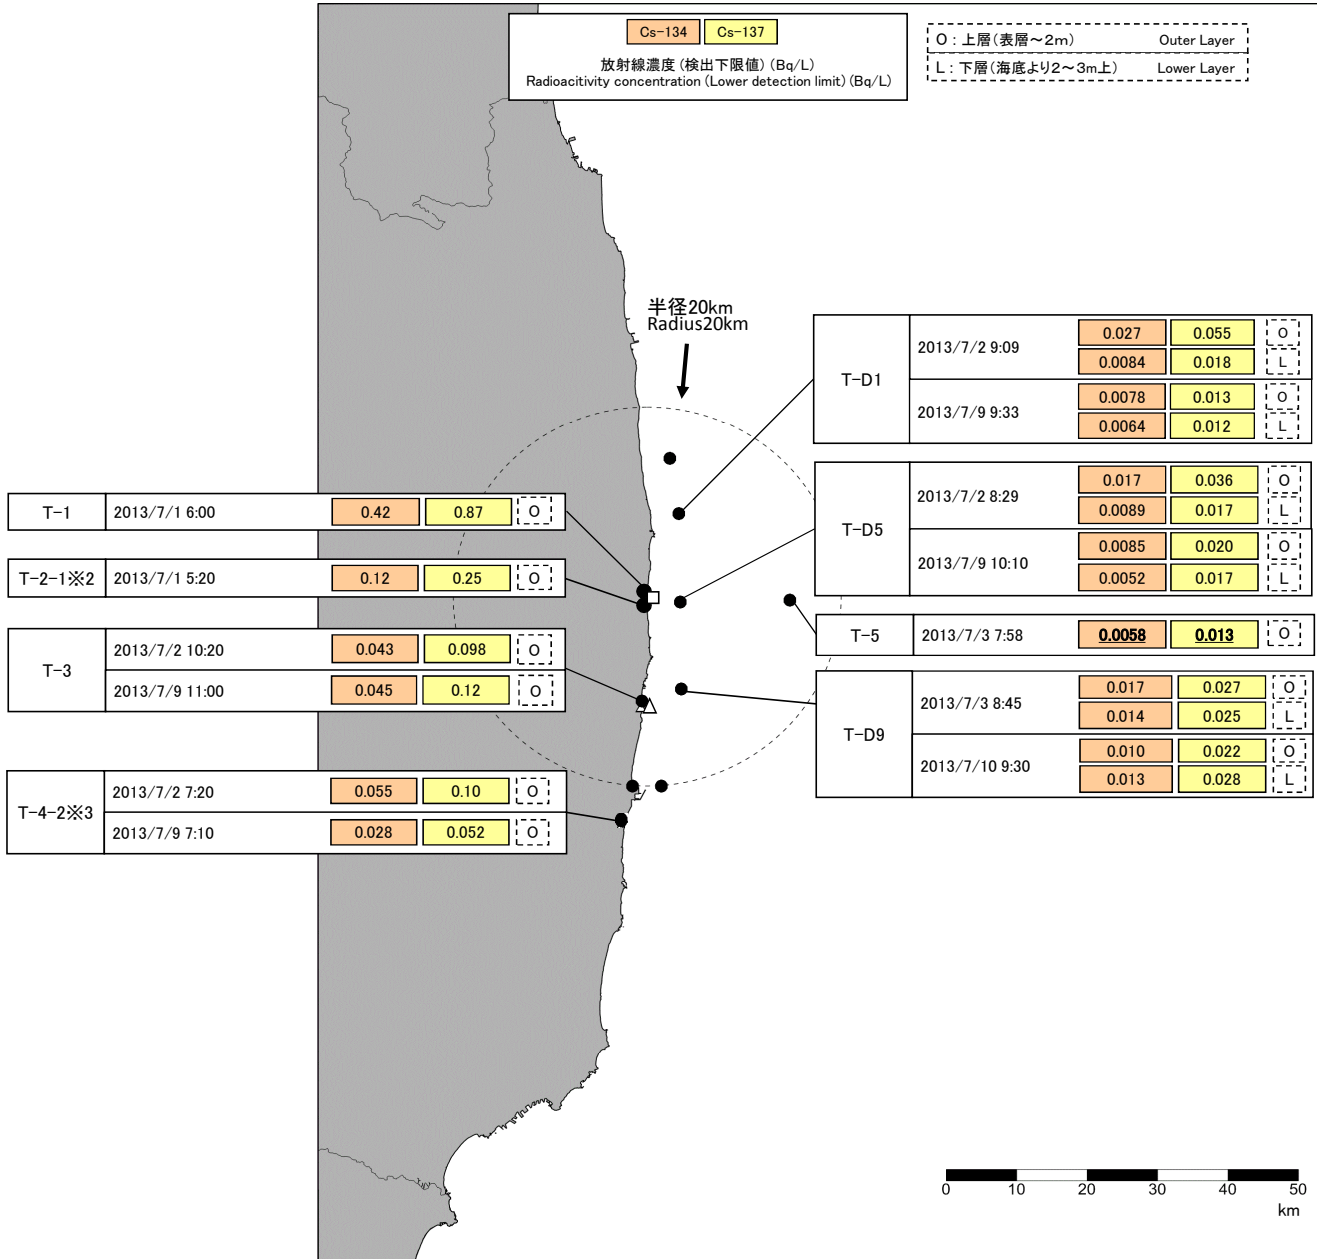 Cs-134 Cs-137
放射線濃度(検出下限値)(Bq/L)
Radioacitivity concentration (Lower detection limit) (Bq/L)
O : 上層(表層～2m) Outer Layer
L : 下層(海底より2～3m上) Lower Layer
半径20km
Radius20km
T-1 2013/7/1 6:00 0.42 0.87 O
T-2-1※2 2013/7/1 5:20 0.12 0.25 O
T-3
2013/7/2 10:20 0.043 0.098 O
2013/7/9 11:00 0.045 0.12 O
T-4-2※3
2013/7/2 7:20 0.055 0.10 O
2013/7/9 7:10 0.028 0.052 O
T-D1
2013/7/2 9:09
0.027 0.055 O
0.0084 0.018 L
2013/7/9 9:33
0.0078 0.013 O
0.0064 0.012 L
T-D5
2013/7/2 8:29
0.017 0.036 O
0.0089 0.017 L
2013/7/9 10:10
0.0085 0.020 O
0.0052 0.017 L
T-5 2013/7/3 7:58 0.0058 0.013 O
T-D9
2013/7/3 8:45
0.017 0.027 O
0.014 0.025 L
2013/7/10 9:30
0.010 0.022 O
0.013 0.028 L
0 10 20 30 40 50
km